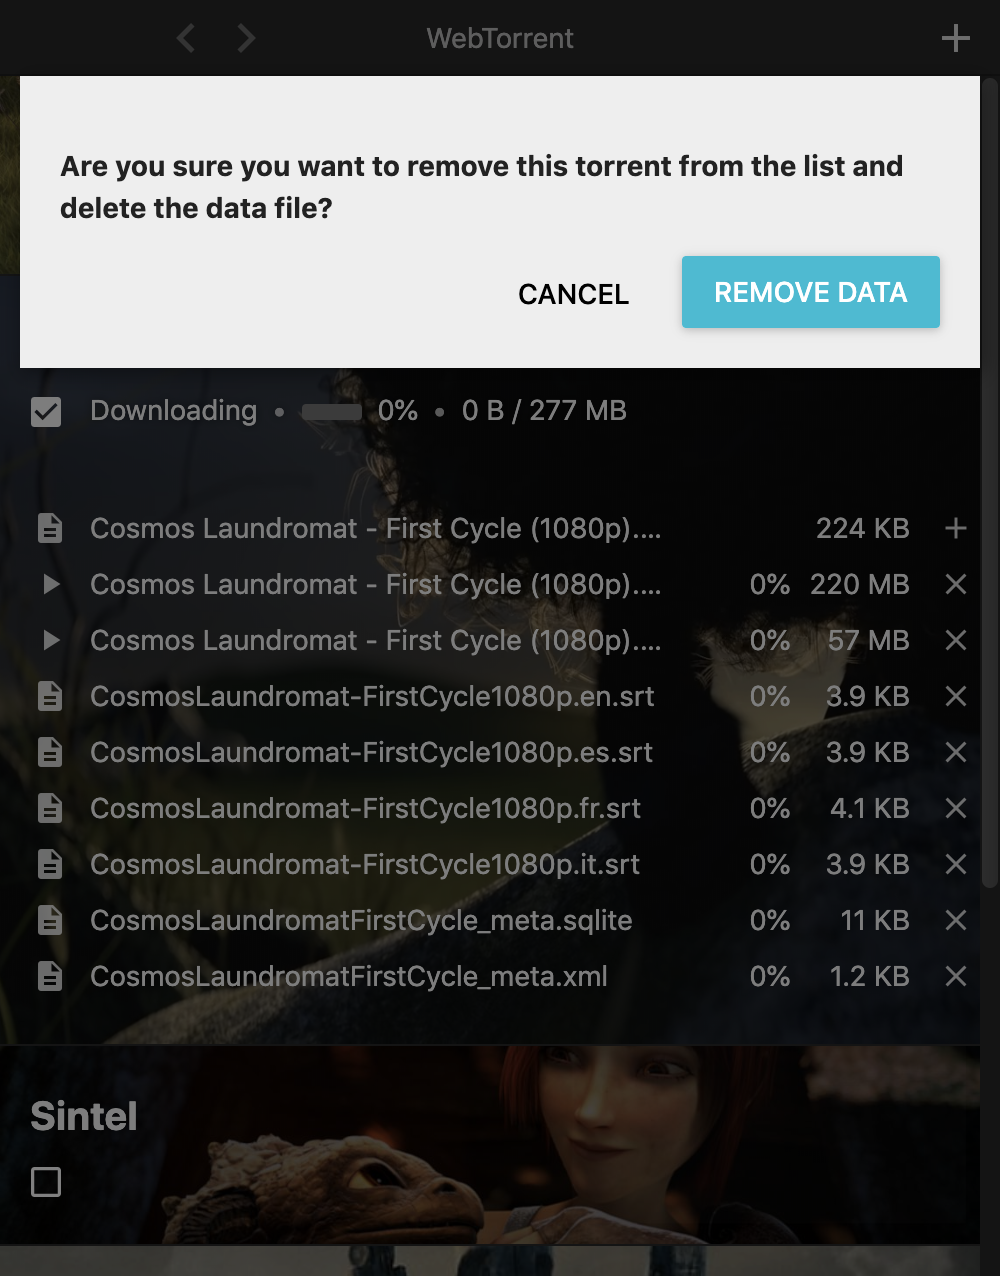 WebTorrent
Are you sure you want to remove this torrent from the list and
delete the data file?
CANCEL
REMOVE DATA
Downloading • 0% • 0 B / 277 MB
Cosmos Laundromat - First Cycle (1080p).... 224 KB
Cosmos Laundromat - First Cycle (1080p).... 0% 220 MB
Cosmos Laundromat - First Cycle (1080p).... 0% 57 MB
CosmosLaundromat-FirstCycle1080p.en.srt 0% 3.9 KB
CosmosLaundromat-FirstCycle1080p.es.srt 0% 3.9 KB
CosmosLaundromat-FirstCycle1080p.fr.srt 0% 4.1 KB
CosmosLaundromat-FirstCycle1080p.it.srt 0% 3.9 KB
CosmosLaundromatFirstCycle_meta.sqlite 0% 11 KB
CosmosLaundromatFirstCycle_meta.xml 0% 1.2 KB
Sintel